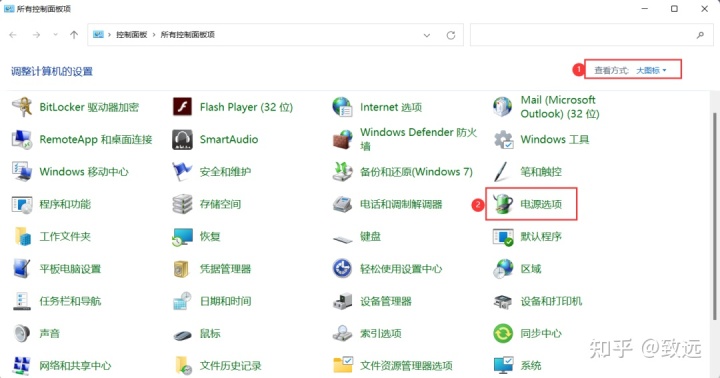 所有控制面板项
控制面板 › 所有控制面板项
调整计算机的设置
1 查看方式: 大图标
BitLocker 驱动器加密
Flash Player (32 位)
Internet 选项
Mail (Microsoft
Outlook) (32 位)
RemoteApp 和桌面连接
SmartAudio
Windows Defender 防火
墙
Windows 工具
Windows 移动中心
安全和维护
备份和还原(Windows 7)
笔和触控
程序和功能
存储空间
电话和调制解调器
2 电源选项
工作文件夹
恢复
键盘
默认程序
平板电脑设置
凭据管理器
轻松使用设置中心
区域
任务栏和导航
日期和时间
设备管理器
设备和打印机
声音
鼠标
索引选项
同步中心
网络和共享中心
文件历史记录
文件资源管理器选项
系统
知乎 @致远